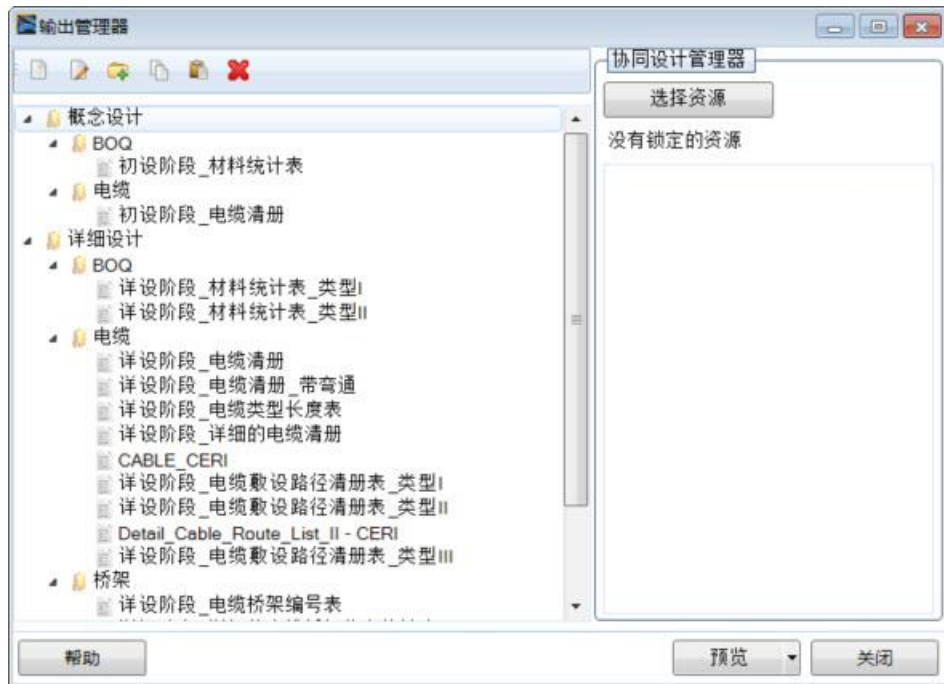 输出管理器
概念设计
BOQ
初设阶段_材料统计表
电缆
初设阶段_电缆清册
详细设计
BOQ
详设阶段_材料统计表_类型I
详设阶段_材料统计表_类型II
电缆
详设阶段_电缆清册
详设阶段_电缆清册_带弯通
详设阶段_电缆类型长度表
详设阶段_详细的电缆清册
CABLE_CERI
详设阶段_电缆敷设路径清册表_类型I
详设阶段_电缆敷设路径清册表_类型II
Detail_Cable_Route_List_II - CERI
详设阶段_电缆敷设路径清册表_类型III
桥架
详设阶段_电缆桥架编号表
协同设计管理器
选择资源
没有锁定的资源
帮助
预览
关闭